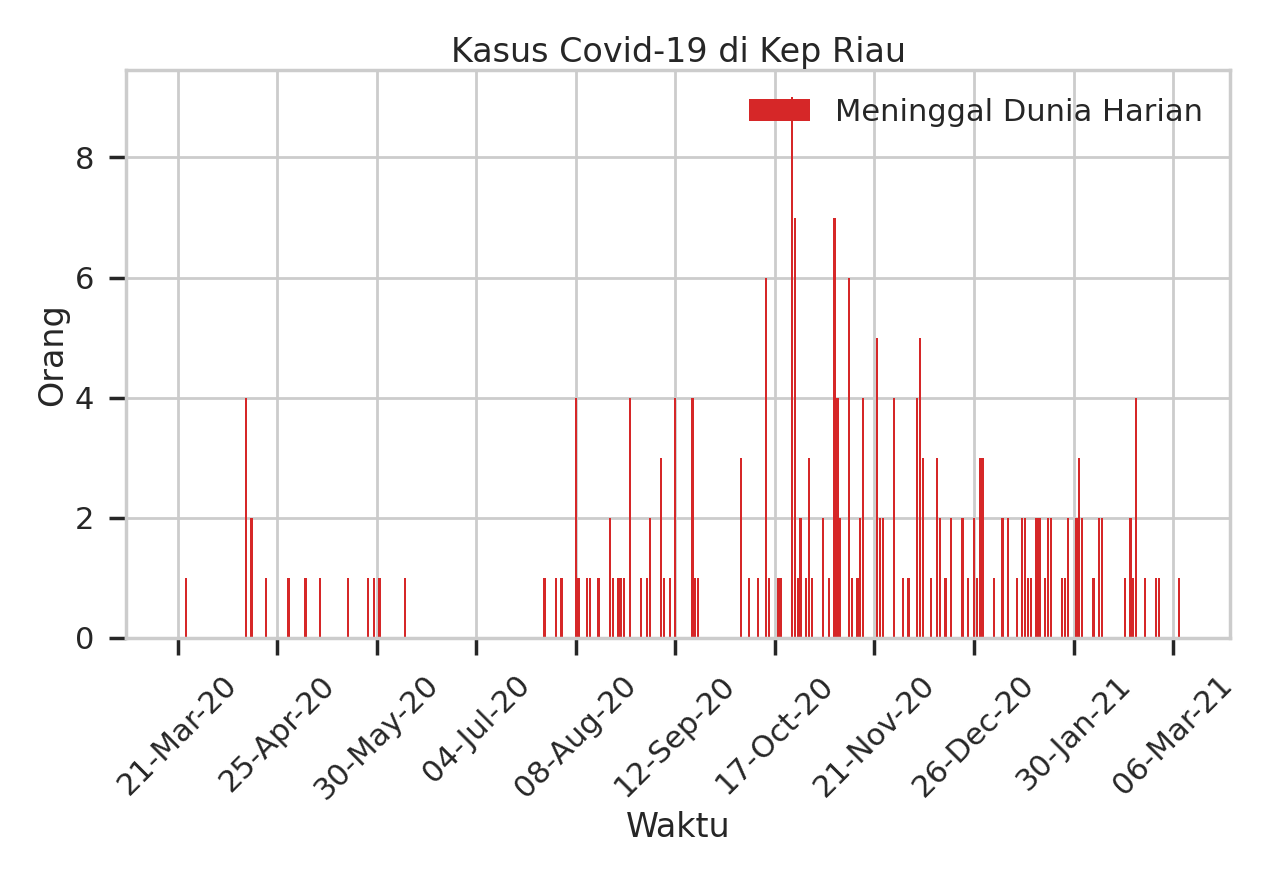 Kasus Covid-19 di Kep Riau
Meninggal Dunia Harian
Orang
8
6
4
2
0
21-Mar-20
25-Apr-20
30-May-20
04-Jul-20
08-Aug-20
12-Sep-20
17-Oct-20
21-Nov-20
26-Dec-20
30-Jan-21
06-Mar-21
Waktu